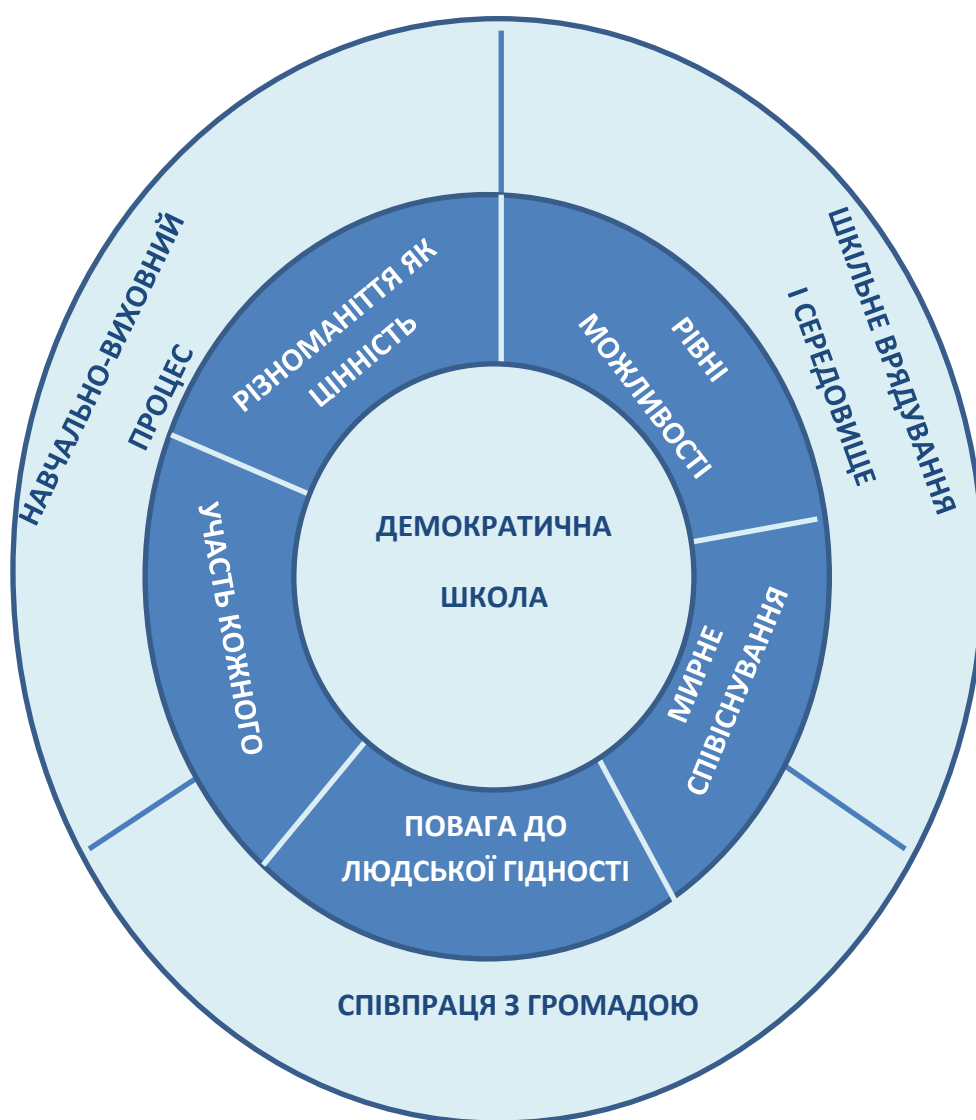 НАВЧАЛЬНО-ВИХОВНИЙ
ПРОЦЕС
ШКІЛЬНЕ ВРЯДУВАННЯ
І СЕРЕДОВИЩЕ
РІЗНОМАНІТТЯ ЯК
ЦІННІСТЬ
РІВНІ
МОЖЛИВОСТІ
ДЕМОКРАТИЧНА
ШКОЛА
УЧАСТЬ КОЖНОГО
МИРНЕ
СПІВІСНУВАННЯ
ПОВАГА ДО
ЛЮДСЬКОЇ ГІДНОСТІ
СПІВПРАЦЯ З ГРОМАДОЮ